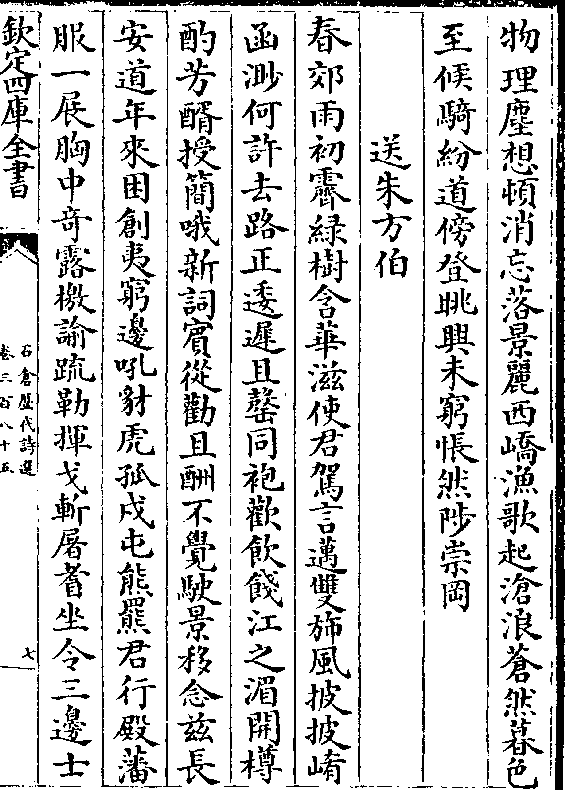 物理塵想頓消忘落景麗西嶠漁歌起滄浪蒼然暮色
至候騎紛道傍登眺興未窮悵然陟崇岡
送朱方伯
春郊雨初霽緑樹含華滋使君駕言邁雙斾風披披崤
函渺何許去路正逶遲且罄同袍歡飲餞江之湄開樽
酌芳醑授簡哦新詞賓從勸且酬不覺駛景移念兹長
安道年來困創夷窮邊吼豺虎孤戍屯熊羆君行殿藩
服一展胸中奇露檄諭疏勒揮戈斬屠耆坐令三邊士
欽定四庫全書
石倉歴代詩選
卷三百八十五
七